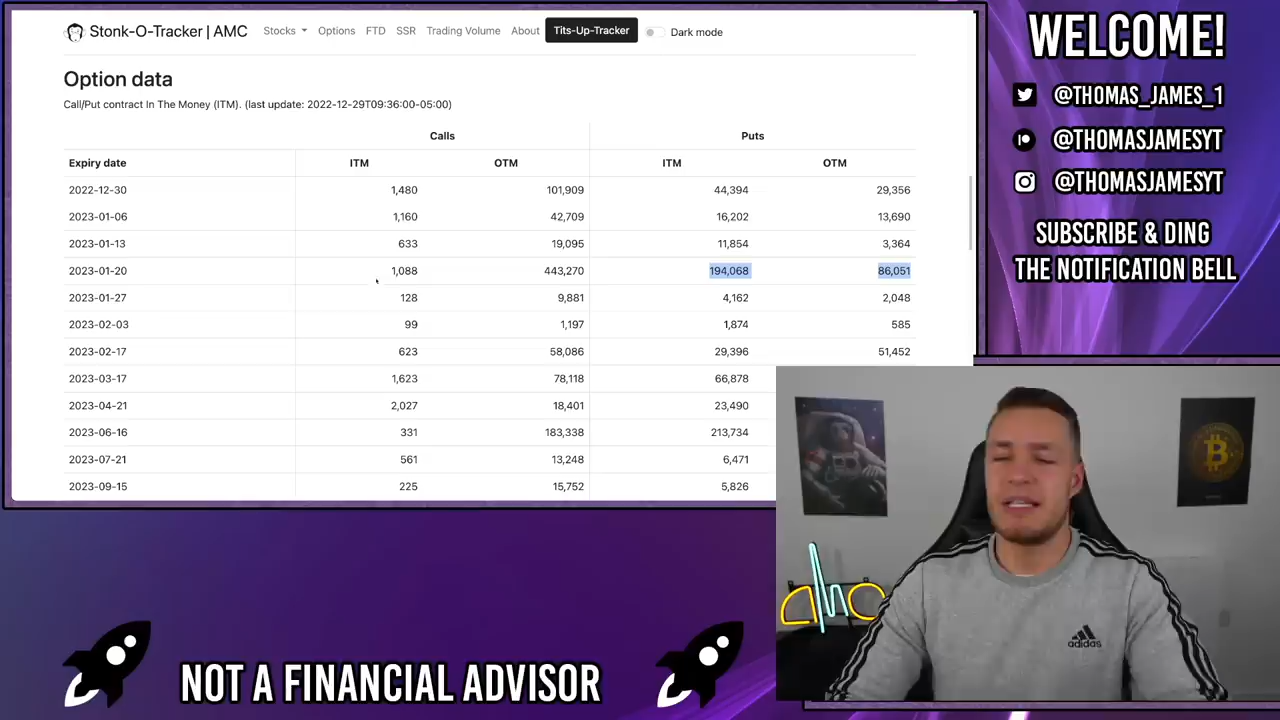 Stonk-O-Tracker | AMC Stocks Options FTD SSR Trading Volume About Tits-Up-Tracker Dark mode
Option data
Call/Put contract In The Money (ITM). (last update: 2022-12-29T09:36:00-05:00)
Calls Puts
Expiry date ITM OTM ITM OTM
2022-12-30 1,480 101,909 44,394 29,356
2023-01-06 1,160 42,709 16,202 13,690
2023-01-13 633 19,095 11,854 3,364
2023-01-20 1,088 443,270 194,068 86,051
2023-01-27 128 9,881 4,162 2,048
2023-02-03 99 1,197 1,874 585
2023-02-17 623 58,086 29,396 51,452
2023-03-17 1,623 78,118 66,878
2023-04-21 2,027 18,401 23,490
2023-06-16 331 183,338 213,734
2023-07-21 561 13,248 6,471
2023-09-15 225 15,752 5,826
WELCOME!
@THOMAS_JAMES_1
@THOMASJAMESYT
@THOMASJAMESYT
SUBSCRIBE & DING
THE NOTIFICATION BELL
adidas
NOT A FINANCIAL ADVISOR